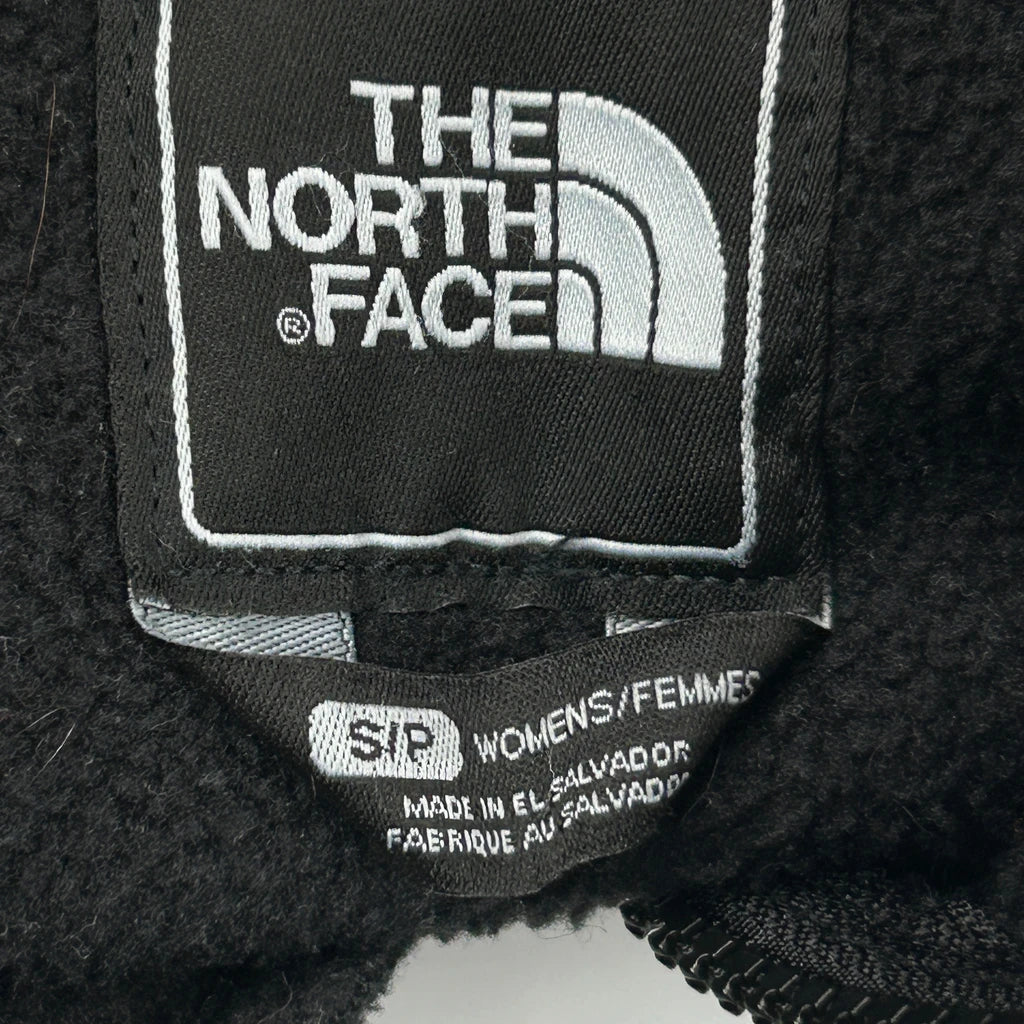 THE
NORTH
® FACE
S/P WOMENS/FEMMES
MADE IN EL SALVADOR
FABRIQUE AU SALVADOR